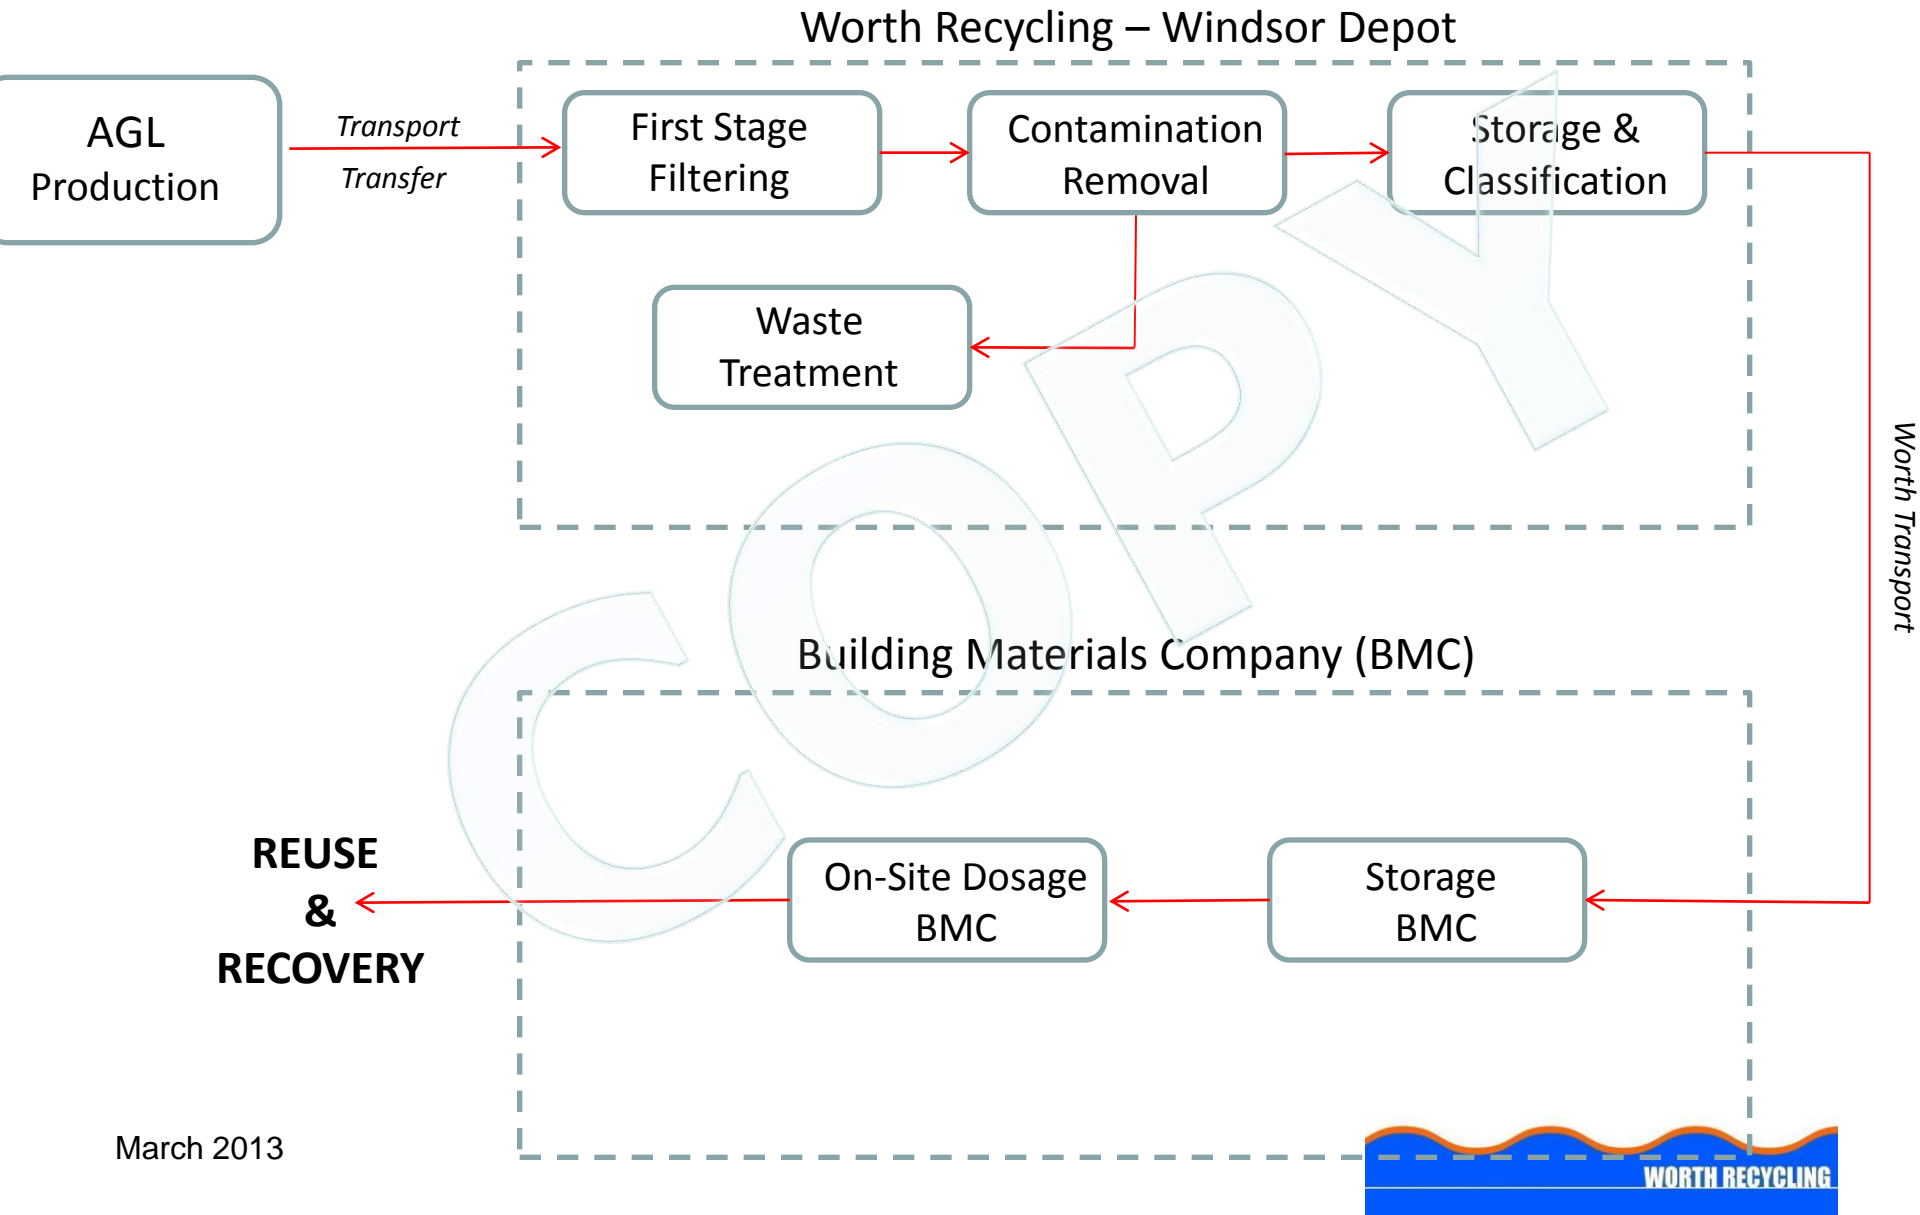 Worth Recycling – Windsor Depot
AGL
Production
Transport
Transfer
First Stage
Filtering
Contamination
Removal
Storage &
Classification
Waste
Treatment
Worth Transport
Building Materials Company (BMC)
REUSE
&
RECOVERY
On-Site Dosage
BMC
Storage
BMC
COPY
March 2013
WORTH RECYCLING